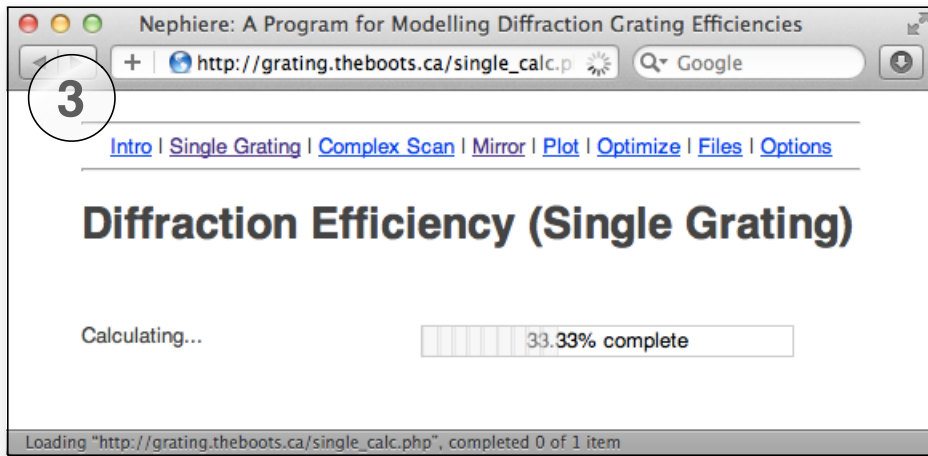 Nephiere: A Program for Modelling Diffraction Grating Efficiencies
+ http://grating.theboots.ca/single_calc.p Google
3
Intro | Single Grating | Complex Scan | Mirror | Plot | Optimize | Files | Options
Diffraction Efficiency (Single Grating)
Calculating... 33.33% complete
Loading "http://grating.theboots.ca/single_calc.php", completed 0 of 1 item